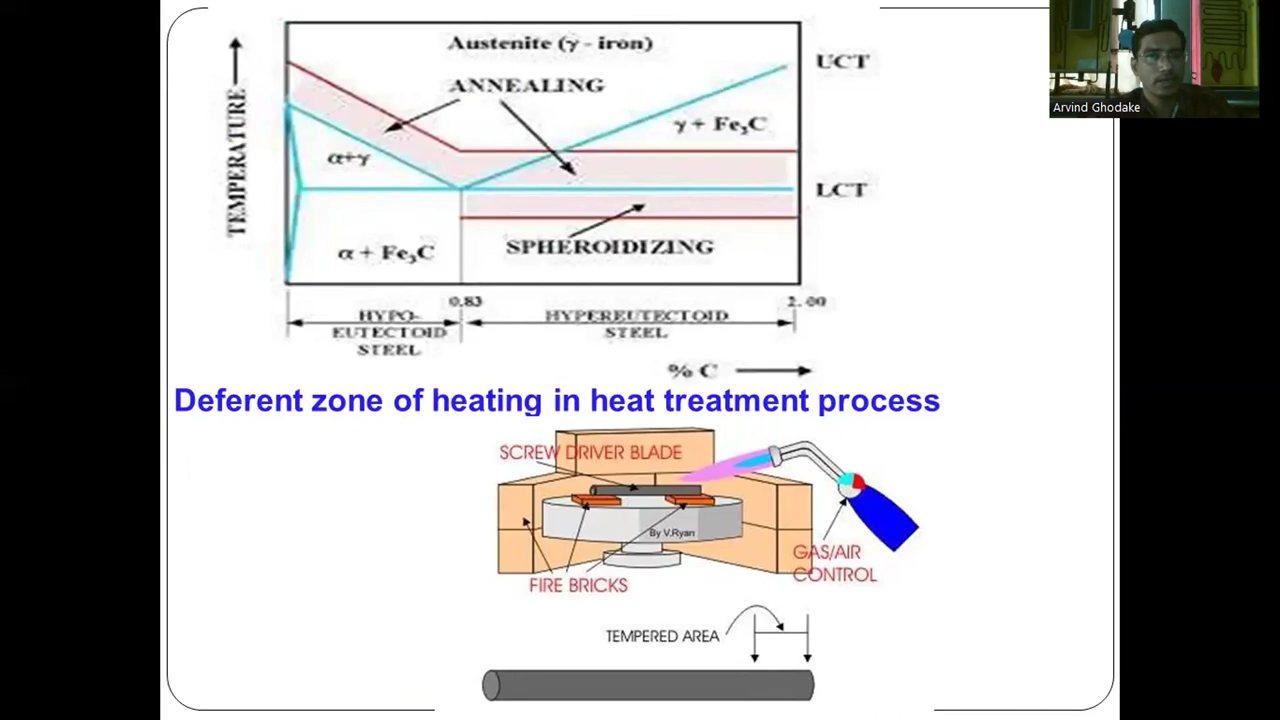 Arvind Ghodake
Austenite (γ - iron)
UCT
ANNEALING
γ + Fe₃C
α+γ
TEMPERATURE
LCT
SPHEROIDIZING
α + Fe₃C
0.83
2.00
HYPO-
EUTECTOID
STEEL
HYPEREUTECTOID
STEEL
% C
Deferent zone of heating in heat treatment process
SCREW DRIVER BLADE
By V.Ryan
GAS/AIR
CONTROL
FIRE BRICKS
TEMPERED AREA